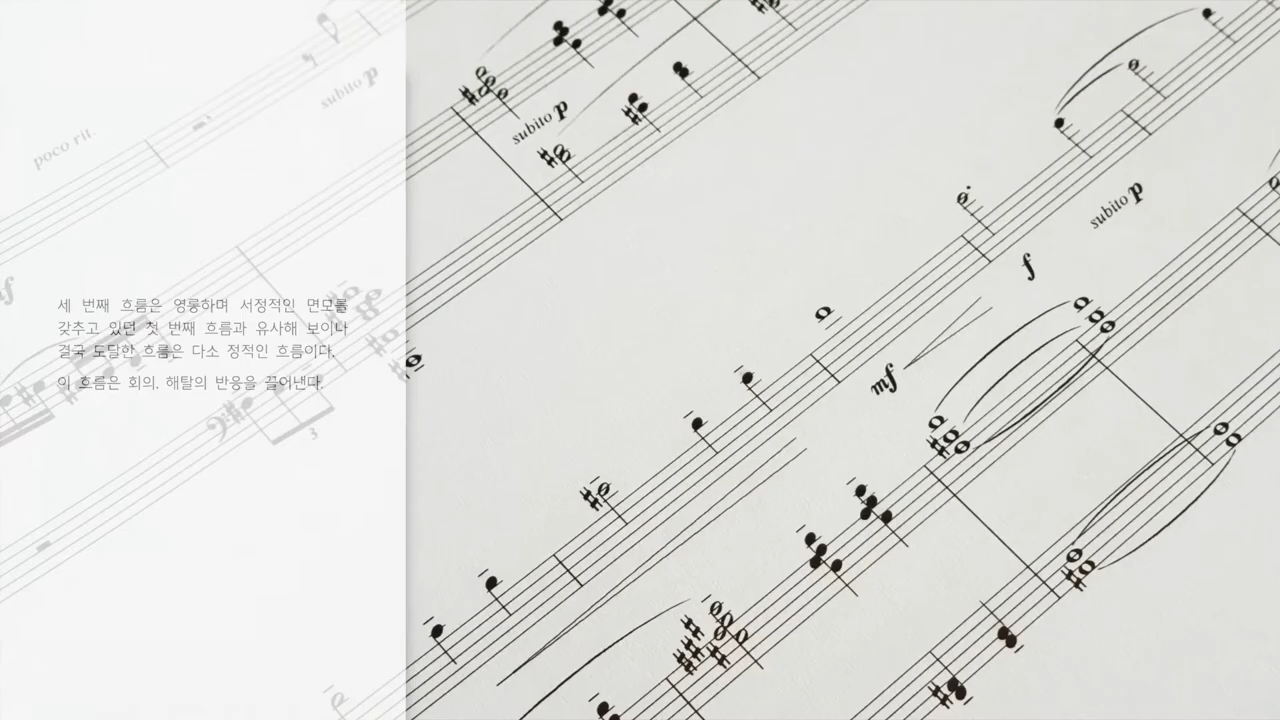 poco rit.
subito p
subito p
subito p
f
mf
세 번째 흐름은 영롱하며 서정적인 면모를
갖추고 있던 첫 번째 흐름과 유사해 보이나
결국 도달한 흐름은 다소 정적인 흐름이다.
이 흐름은 회의, 해탈의 반응을 끌어낸다.
3